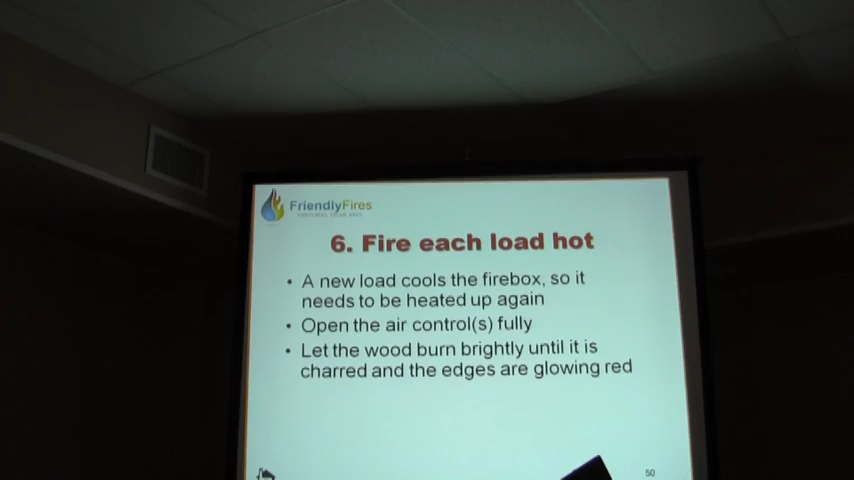 FriendlyFires
6. Fire each load hot
• A new load cools the firebox, so it
needs to be heated up again
• Open the air control(s) fully
• Let the wood burn brightly until it is
charred and the edges are glowing red
50